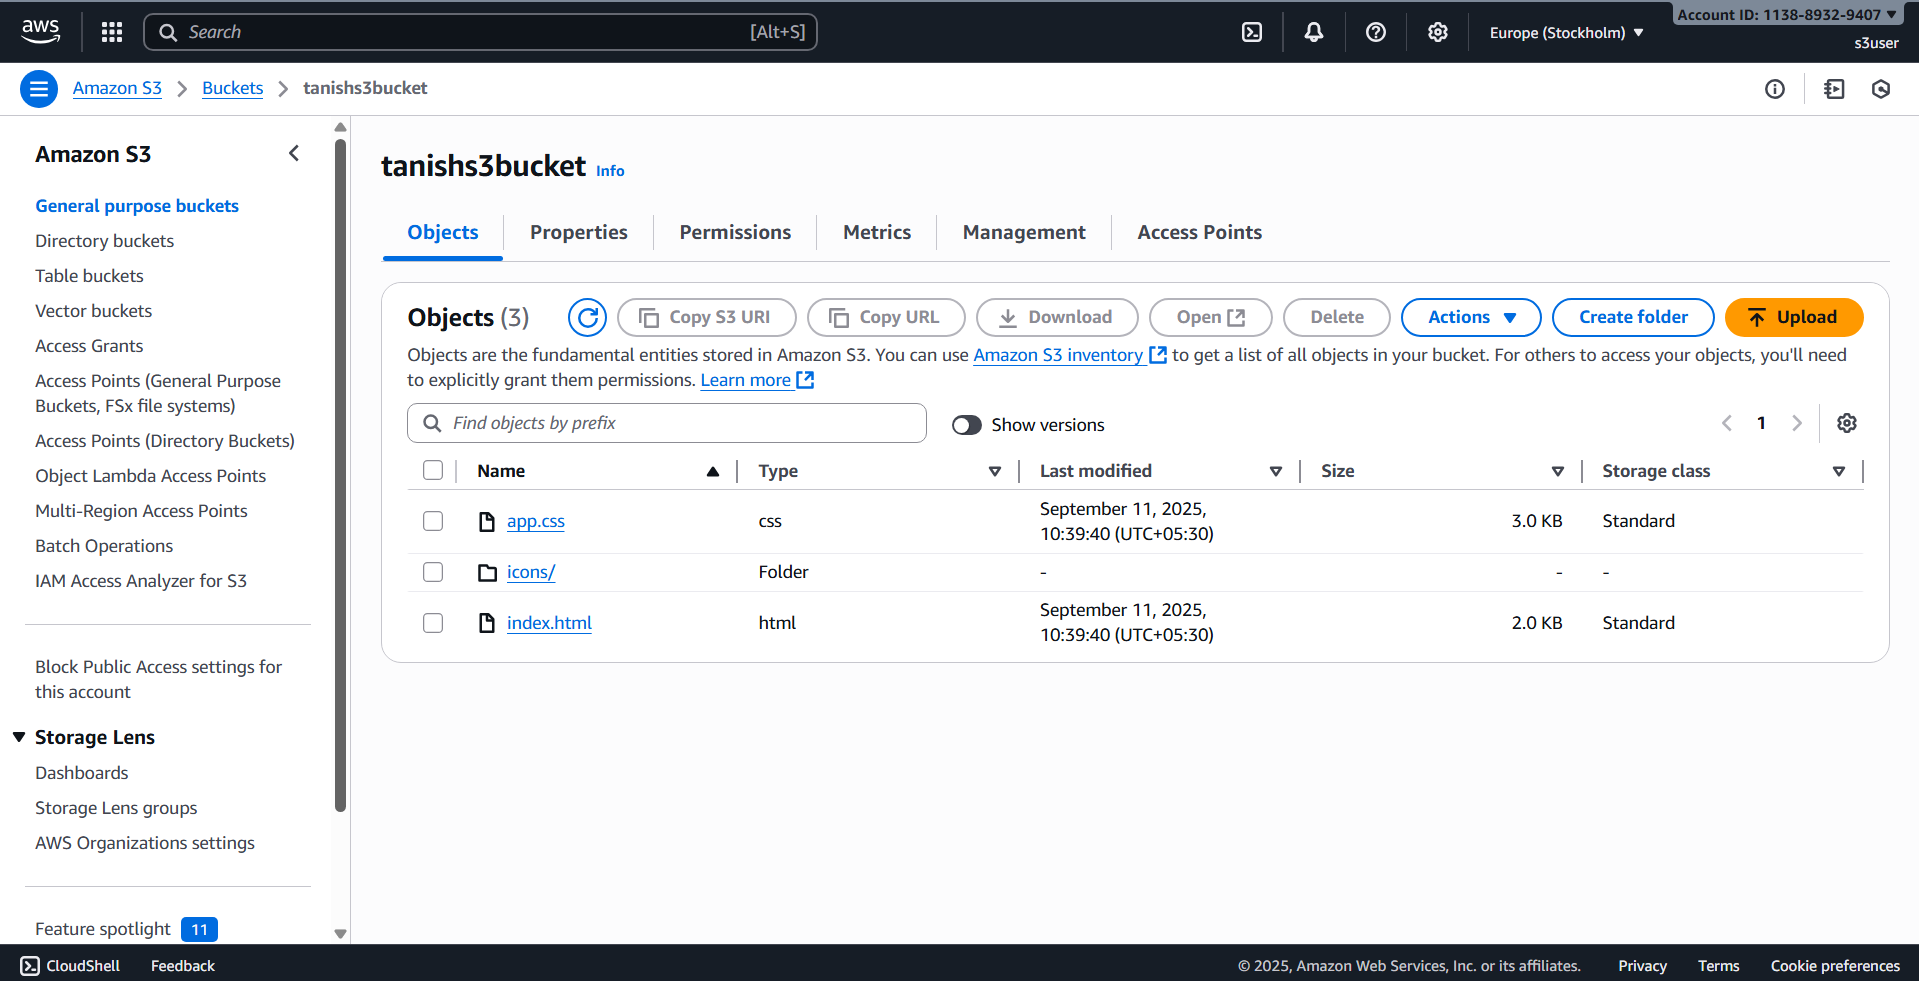 aws
Search
[Alt+S]
Europe (Stockholm)
Account ID: 1138-8932-9407
s3user
Amazon S3
Buckets
tanishs3bucket
Amazon S3
General purpose buckets
Directory buckets
Table buckets
Vector buckets
Access Grants
Access Points (General Purpose
Buckets, FSx file systems)
Access Points (Directory Buckets)
Object Lambda Access Points
Multi-Region Access Points
Batch Operations
IAM Access Analyzer for S3
Block Public Access settings for
this account
Storage Lens
Dashboards
Storage Lens groups
AWS Organizations settings
Feature spotlight 11
tanishs3bucket Info
Objects
Properties
Permissions
Metrics
Management
Access Points
Objects (3)
Copy S3 URI
Copy URL
Download
Open
Delete
Actions
Create folder
Upload
Objects are the fundamental entities stored in Amazon S3. You can use Amazon S3 inventory to get a list of all objects in your bucket. For others to access your objects, you'll need
to explicitly grant them permissions. Learn more
Find objects by prefix
Show versions
1
Name Type Last modified Size Storage class
app.css css September 11, 2025, 10:39:40 (UTC+05:30) 3.0 KB Standard
icons/ Folder - - -
index.html html September 11, 2025, 10:39:40 (UTC+05:30) 2.0 KB Standard
CloudShell
Feedback
© 2025, Amazon Web Services, Inc. or its affiliates.
Privacy
Terms
Cookie preferences